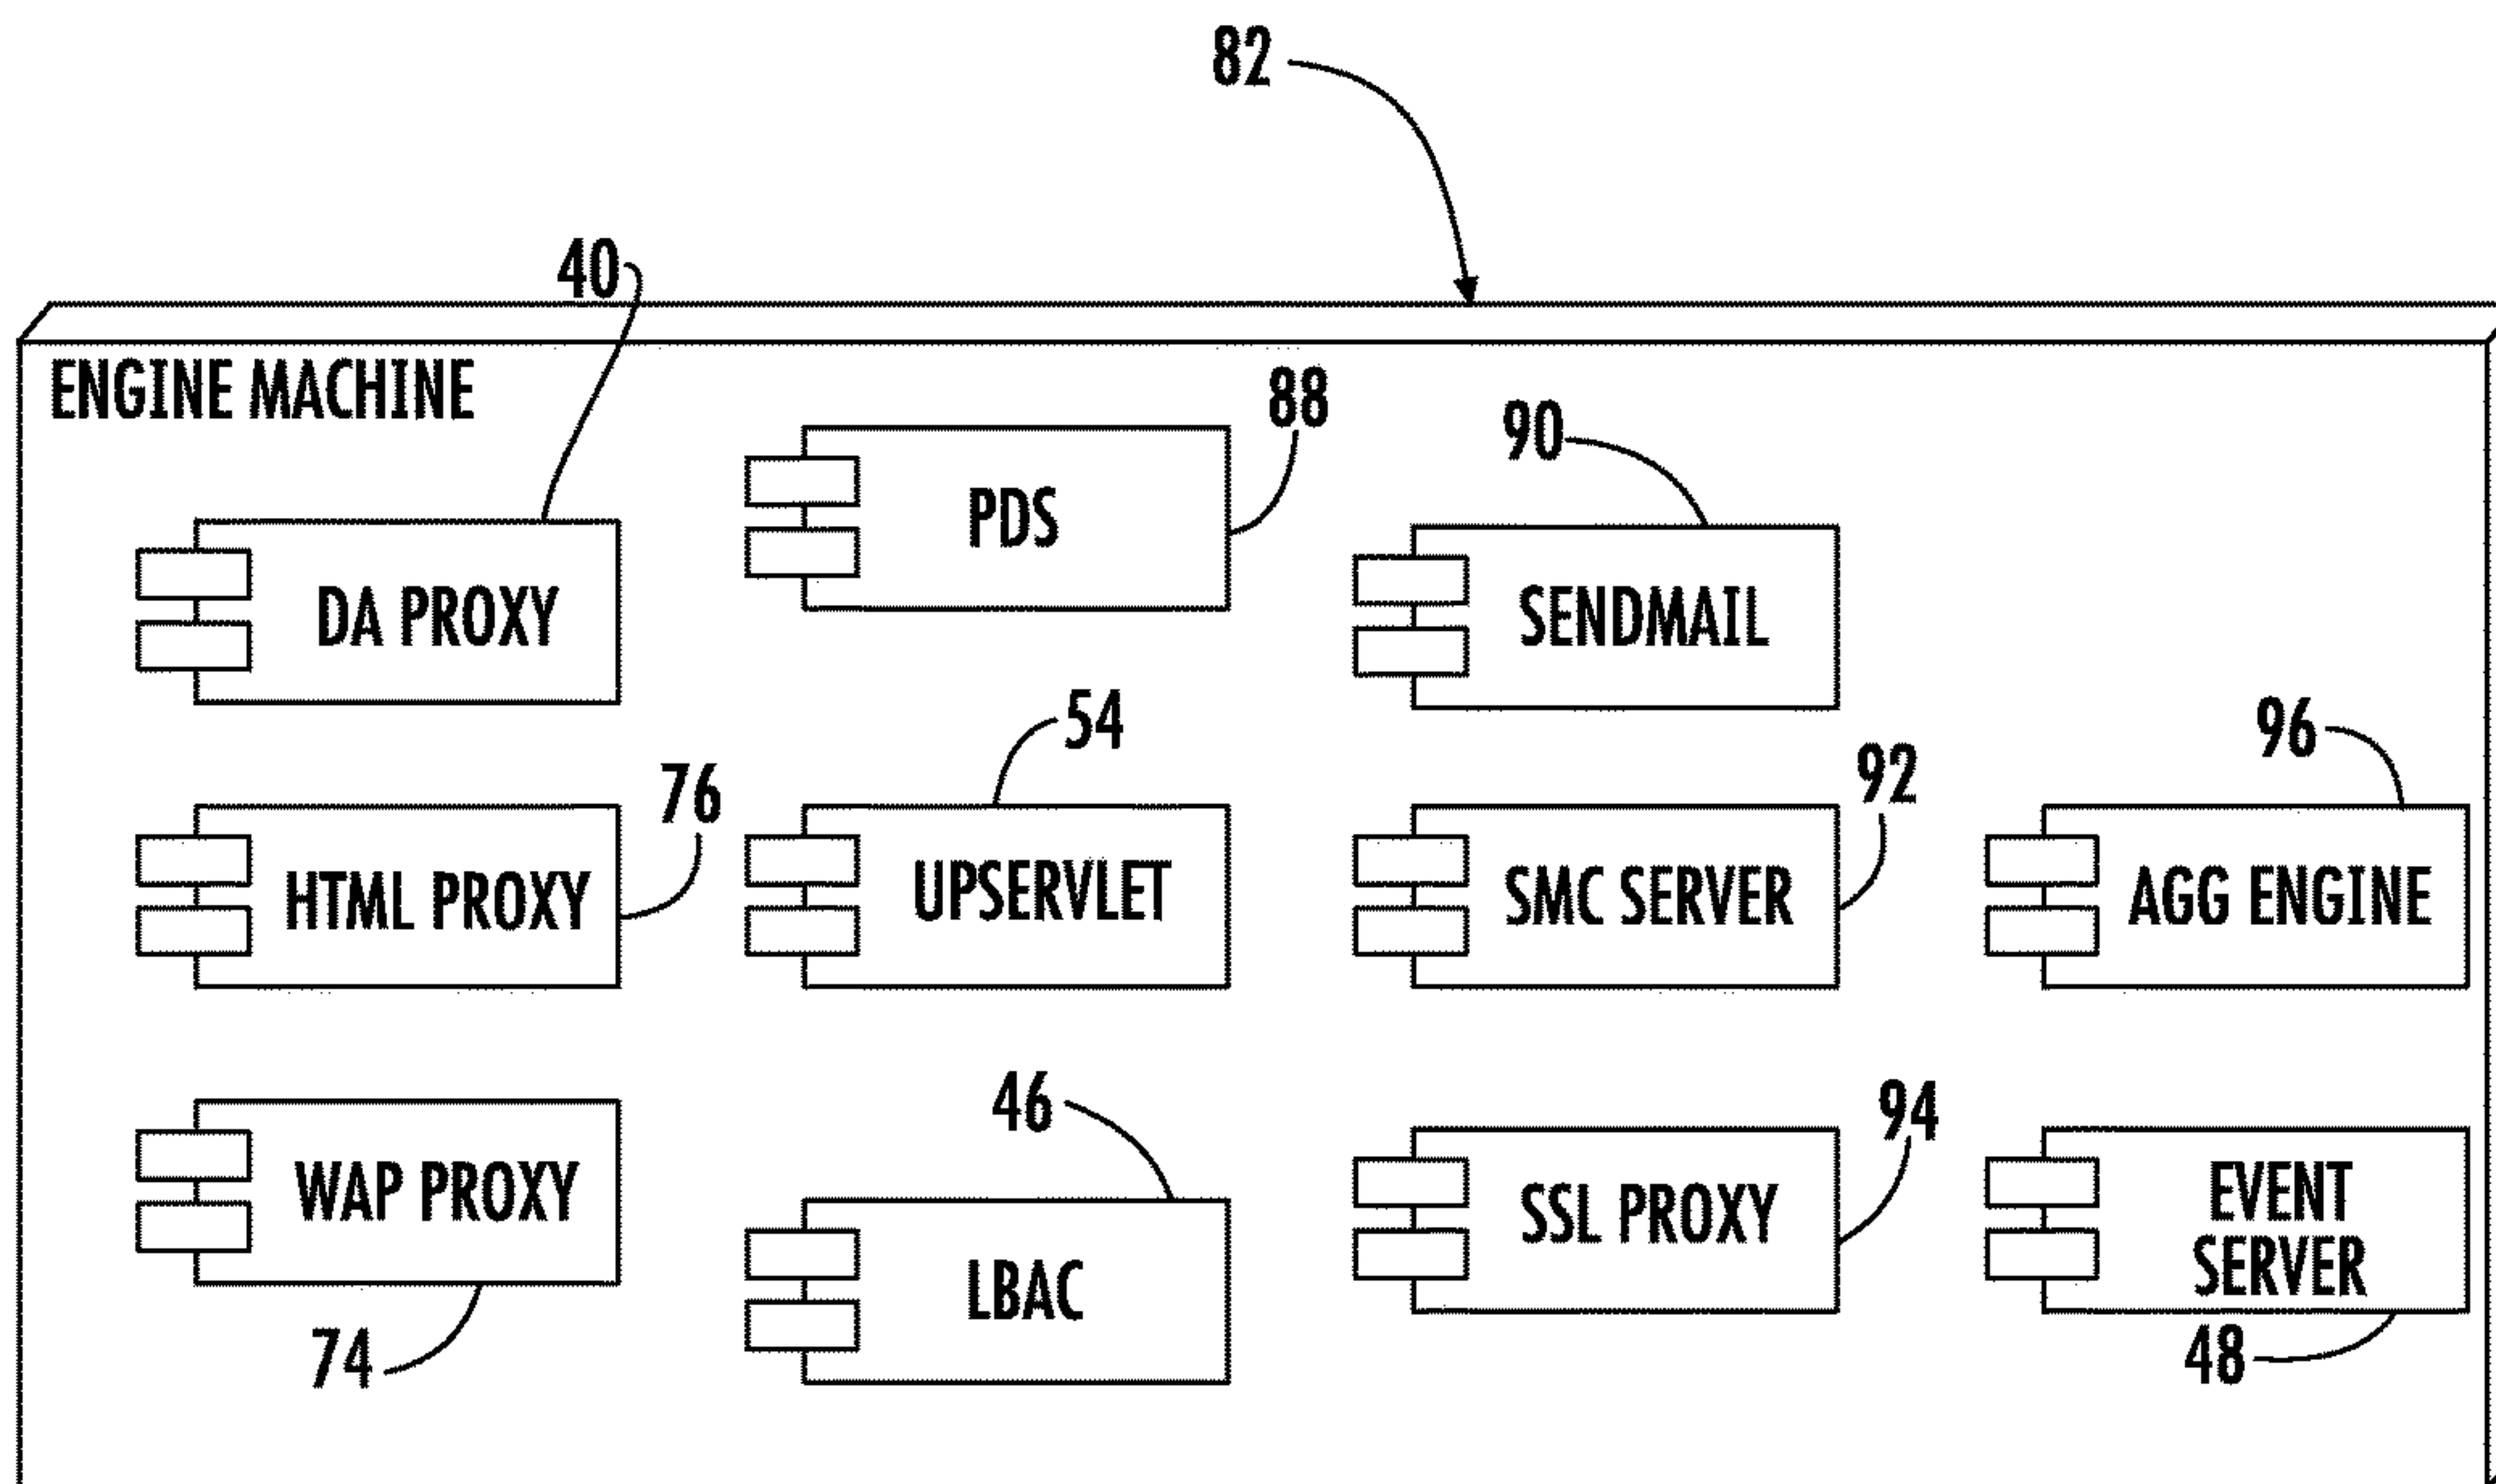 82
40
ENGINE MACHINE
88
90
PDS
DA PROXY
SENDMAIL
54
96
76
92
HTML PROXY
UPSERVLET
SMC SERVER
AGG ENGINE
46
94
WAP PROXY
SSL PROXY
EVENT
SERVER
LBAC
74
48